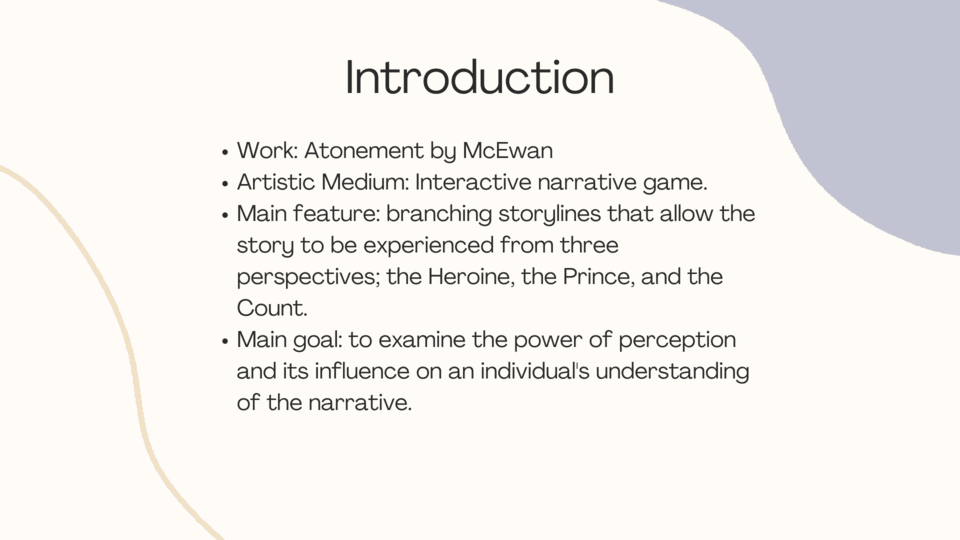 Introduction
• Work: Atonement by McEwan
• Artistic Medium: Interactive narrative game.
• Main feature: branching storylines that allow the
story to be experienced from three
perspectives; the Heroine, the Prince, and the
Count.
• Main goal: to examine the power of perception
and its influence on an individual's understanding
of the narrative.